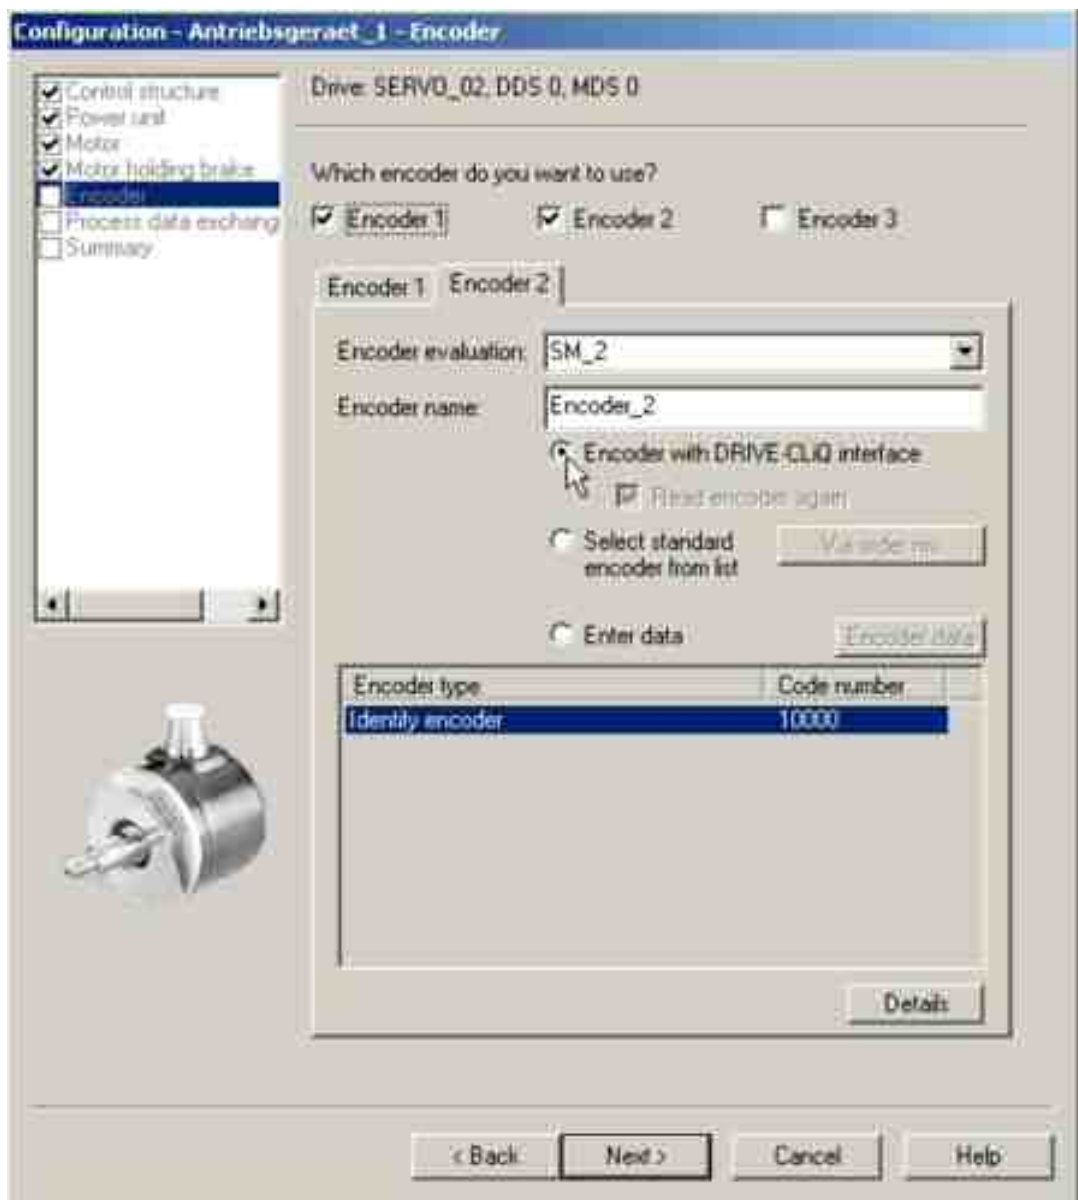 Configuration - Antriebsgeraet_1 - Encoder
Control structure
Power unit
Motor
Motor holding brake
Encoder
Process data exchang
Summary
Drive: SERVO_02, DDS 0, MDS 0
Which encoder do you want to use?
Encoder 1 Encoder 2 Encoder 3
Encoder 1 Encoder 2
Encoder evaluation: SM_2
Encoder name: Encoder_2
Encoder with DRIVE-CLiQ interface
Read encoder again
Select standard
encoder from list
Enter data Encoder data
Encoder type Code number
Identify encoder 10000
Details
< Back Next > Cancel Help